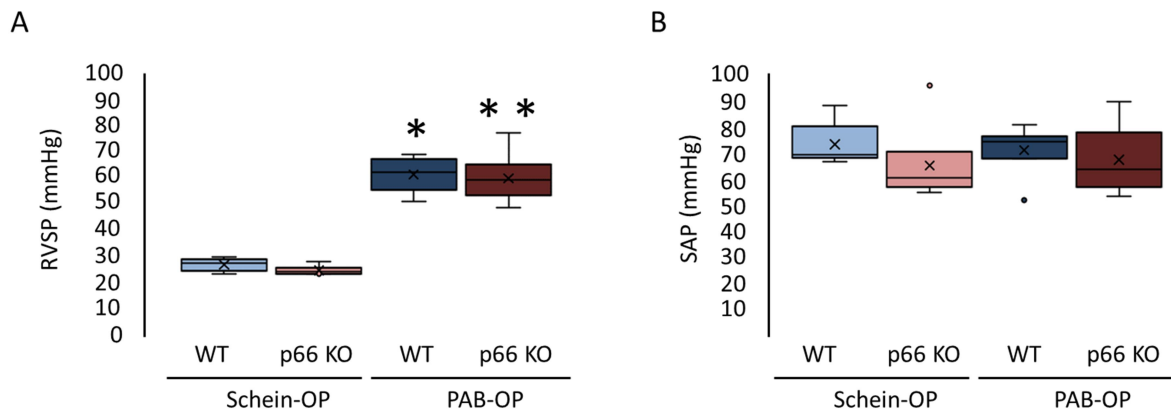 A
RVSP (mmHg)
100
90
80
70
60
50
40
30
20
10
0
* * *
WT p66 KO WT p66 KO
Schein-OP PAB-OP
B
SAP (mmHg)
100
90
80
70
60
50
40
30
20
10
WT p66 KO WT p66 KO
Schein-OP PAB-OP